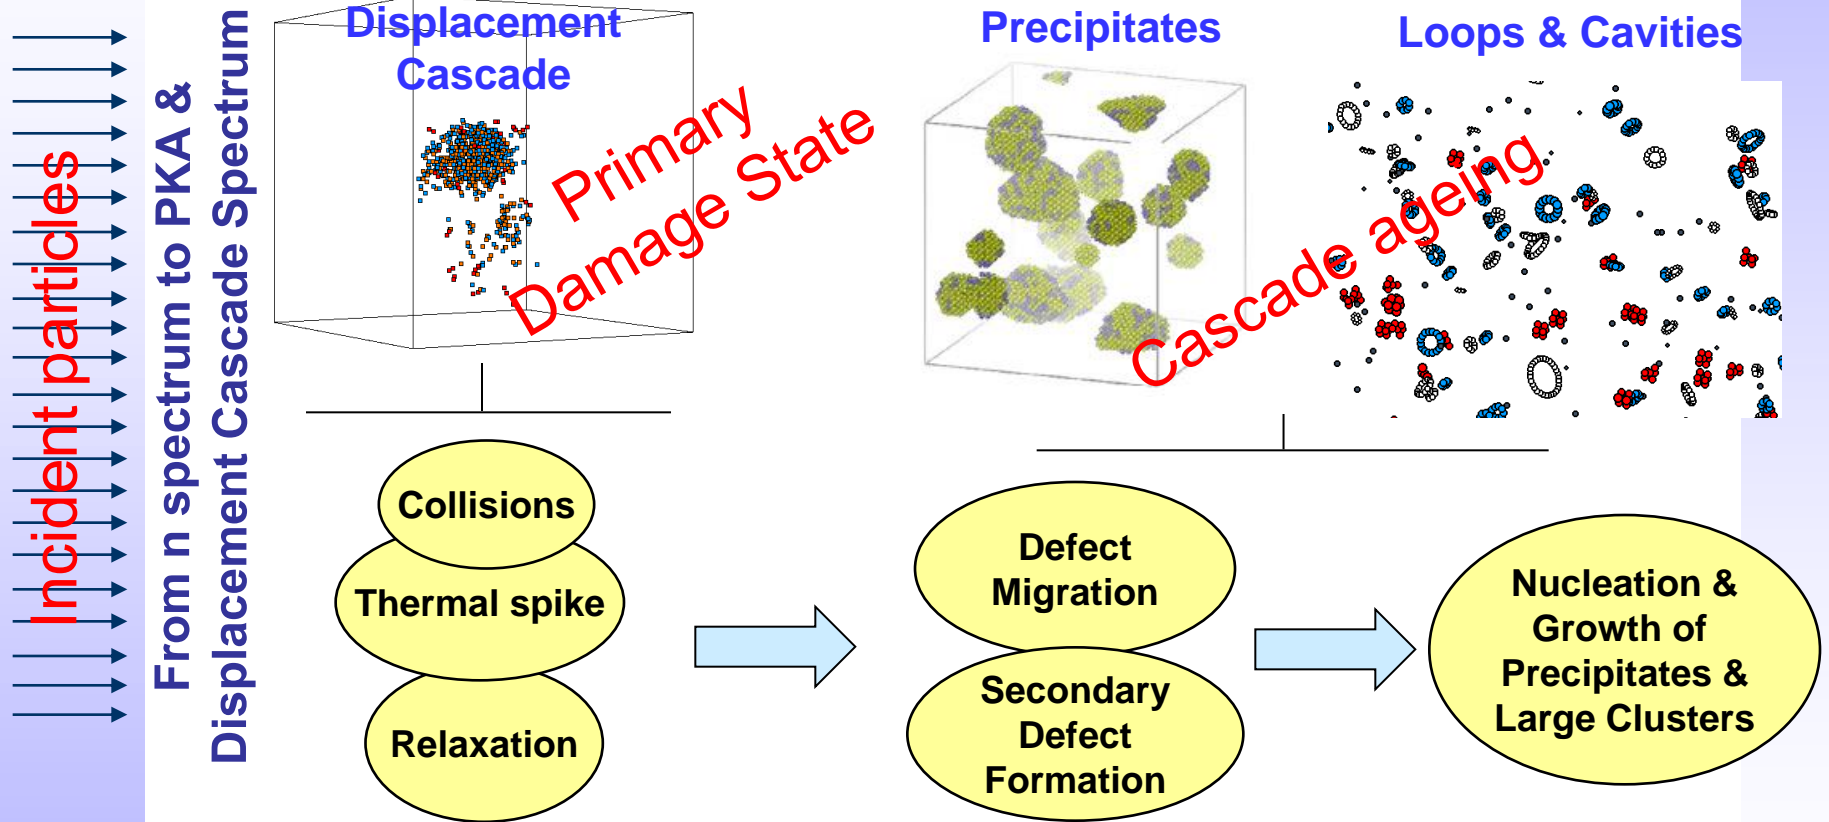 Incident particles
From n spectrum to PKA &
Displacement Cascade Spectrum
Displacement
Cascade
Primary
Damage State
Precipitates
Cascade ageing
Loops & Cavities
Collisions
Thermal spike
Relaxation
Defect
Migration
Secondary
Defect
Formation
Nucleation &
Growth of
Precipitates &
Large Clusters